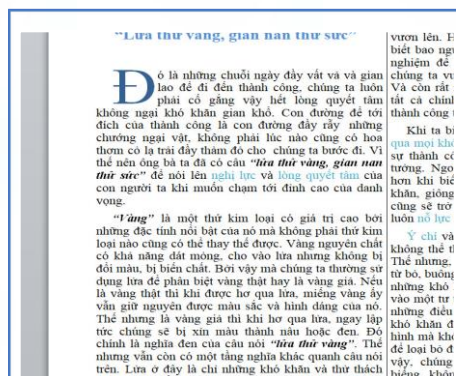 “Lửa thử vàng, gian nan thử sức”
Đó là những chuỗi ngày đầy vất vả và gian
lao để đi đến thành công, chúng ta luôn
phải cố gắng vậy hết lòng quyết tâm
không ngại khó khăn gian khổ. Con đường để tới
đích của thành công là con đường đầy rẫy những
chướng ngại vật, không phải lúc nào cũng có hoa
thơm cỏ lạ trải đầy thảm đỏ cho chúng ta bước đi. Vì
thế nên ông bà ta đã có câu “lửa thử vàng, gian nan
thử sức” để nói lên nghị lực và lòng quyết tâm của
con người ta khi muốn chạm tới đỉnh cao của danh
vọng.
“Vàng” là một thứ kim loại có giá trị cao bởi
những đặc tính nổi bật của nó mà không phải thứ kim
loại nào cũng có thể thay thế được. Vàng nguyên chất
có khả năng dát mỏng, cho vào lửa nhưng không bị
đổi màu, bị biến chất. Bởi vậy mà chúng ta thường sử
dụng lửa để phân biệt vàng thật hay là vàng giả. Nếu
là vàng thật thì khi được hơ qua lửa, miếng vàng ấy
vẫn giữ nguyên được màu sắc và hình dáng của nó.
Thế nhưng là vàng giả thì khi hơ qua lửa, ngay lập
tức chúng sẽ bị xỉn màu thành nâu hoặc đen. Đó
chính là nghĩa đen của câu nói “lửa thử vàng”. Thế
nhưng vẫn còn có một tầng nghĩa khác quanh câu nói
trên. Lửa ở đây là chỉ những khó khăn và thử thách
vươn lên. H
biết bao ngu
nghiệm để
chúng ta vu
Và còn rất
tất cả chính
thành công t
Khi ta bi
qua mọi khó
sự thành cô
tưởng. Ngo
hơn khi biế
khăn, giông
cũng sẽ trở
luôn nỗ lực
Ý chí và
không thể th
Thế nhưng,
từ bỏ, buông
những khó
vào một tư
những điều
khó khăn đ
hình mà khô
để loại bỏ đ
vậy, chúng
biếng, khôn